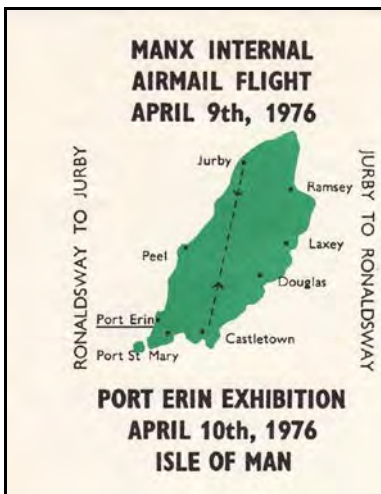 MANX INTERNAL
AIRMAIL FLIGHT
APRIL 9th, 1976
RONALDSWAY TO JURBY
JURBY TO RONALDSWAY
Jurby
Ramsey
Peel
Laxey
Douglas
Port Erin
Castletown
Port St Mary
PORT ERIN EXHIBITION
APRIL 10th, 1976
ISLE OF MAN